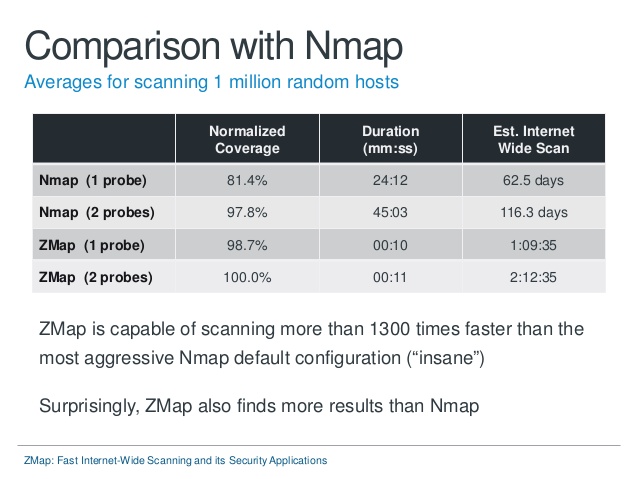 Comparison with Nmap
Averages for scanning 1 million random hosts
Normalized Coverage Duration (mm:ss) Est. Internet Wide Scan
Nmap (1 probe) 81.4% 24:12 62.5 days
Nmap (2 probes) 97.8% 45:03 116.3 days
ZMap (1 probe) 98.7% 00:10 1:09:35
ZMap (2 probes) 100.0% 00:11 2:12:35
ZMap is capable of scanning more than 1300 times faster than the
most aggressive Nmap default configuration (“insane”)
Surprisingly, ZMap also finds more results than Nmap
ZMap: Fast Internet-Wide Scanning and its Security Applications